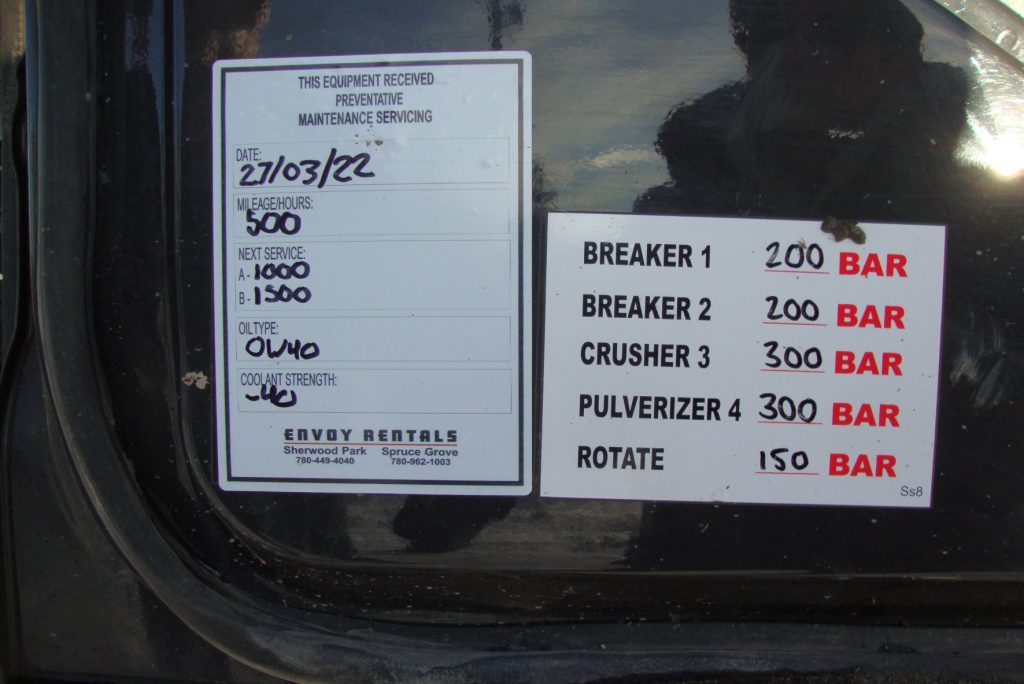 THIS EQUIPMENT RECEIVED
PREVENTATIVE
MAINTENANCE SERVICING
DATE:
27/03/22
MILEAGE/HOURS:
500
NEXT SERVICE:
A - 1000
B - 1500
OIL TYPE:
0W40
COOLANT STRENGTH:
-40
ENVOY RENTALS
Sherwood Park Spruce Grove
780-449-4040 780-962-1003
BREAKER 1 200 BAR
BREAKER 2 200 BAR
CRUSHER 3 300 BAR
PULVERIZER 4 300 BAR
ROTATE 150 BAR
Ss8